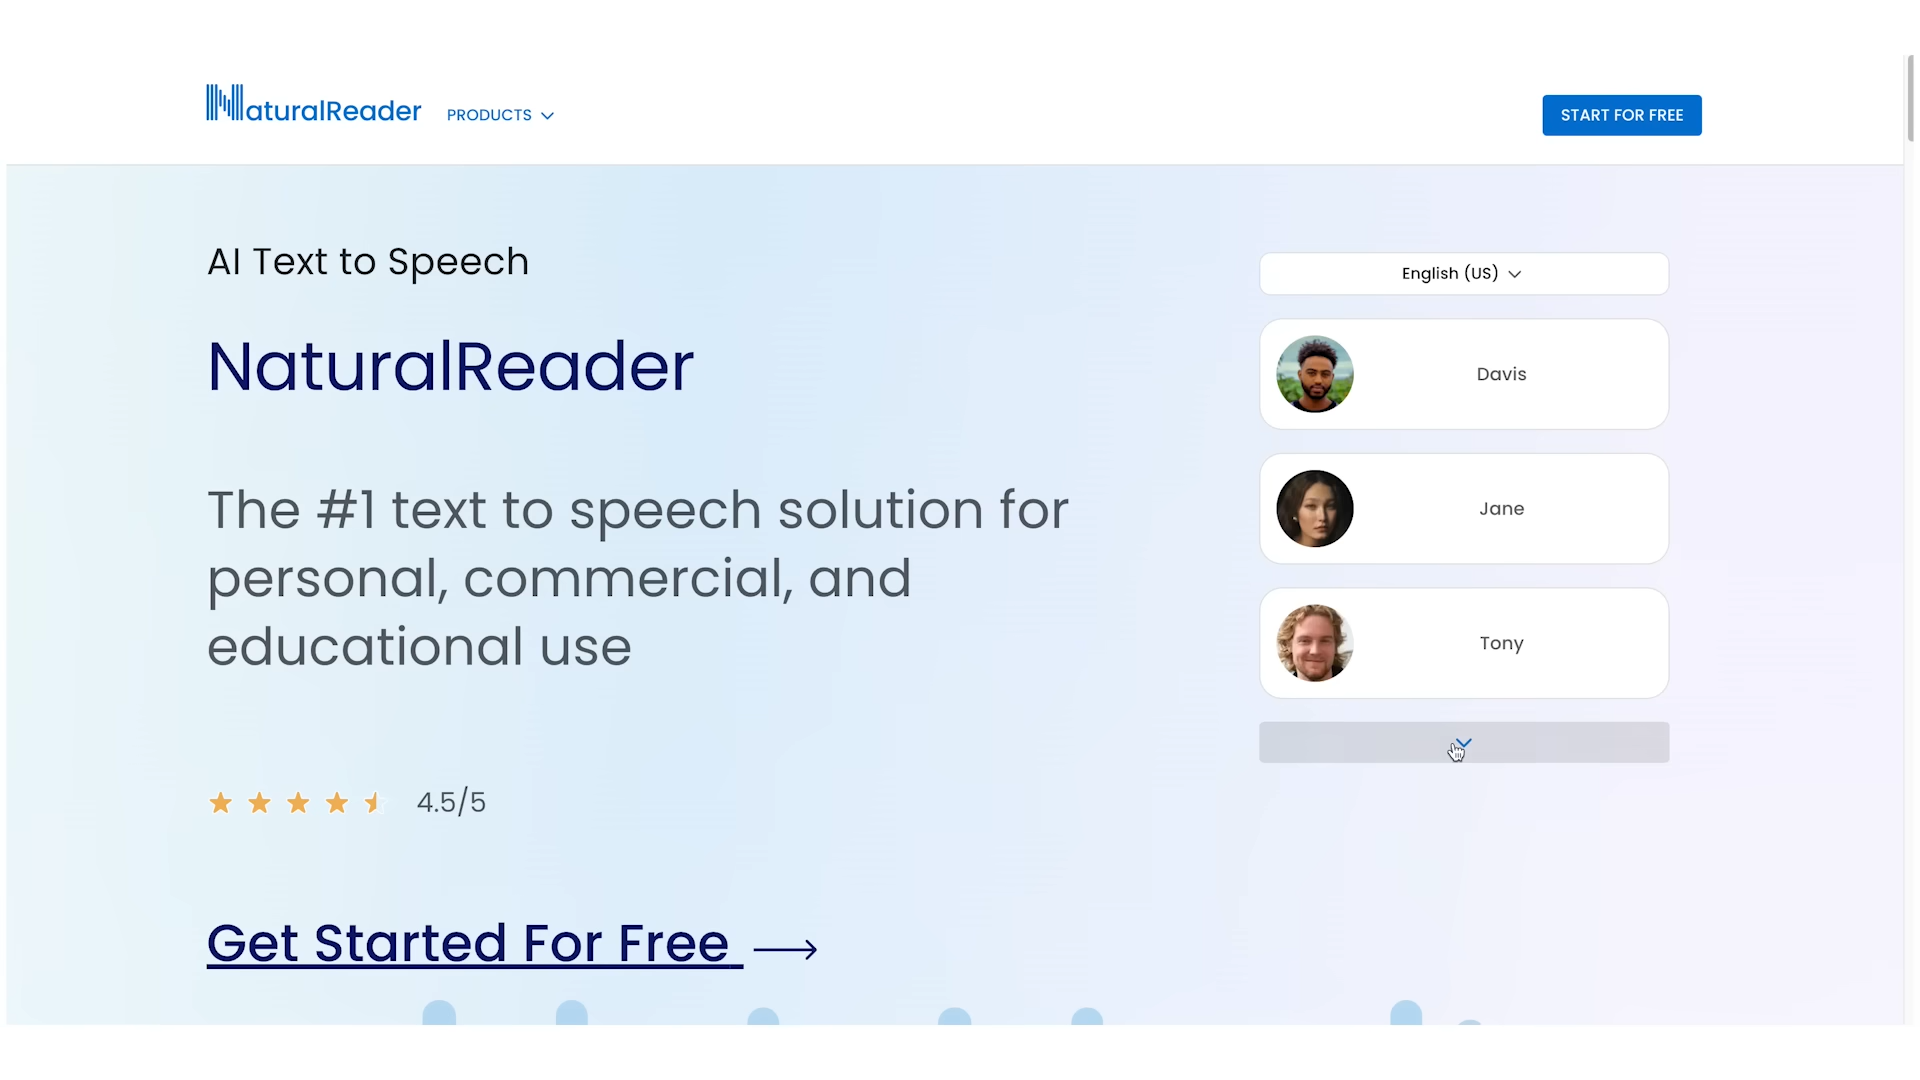 NaturalReader
PRODUCTS
START FOR FREE
AI Text to Speech
NaturalReader
The #1 text to speech solution for
personal, commercial, and
educational use
4.5/5
Get Started For Free
English (US)
Davis
Jane
Tony